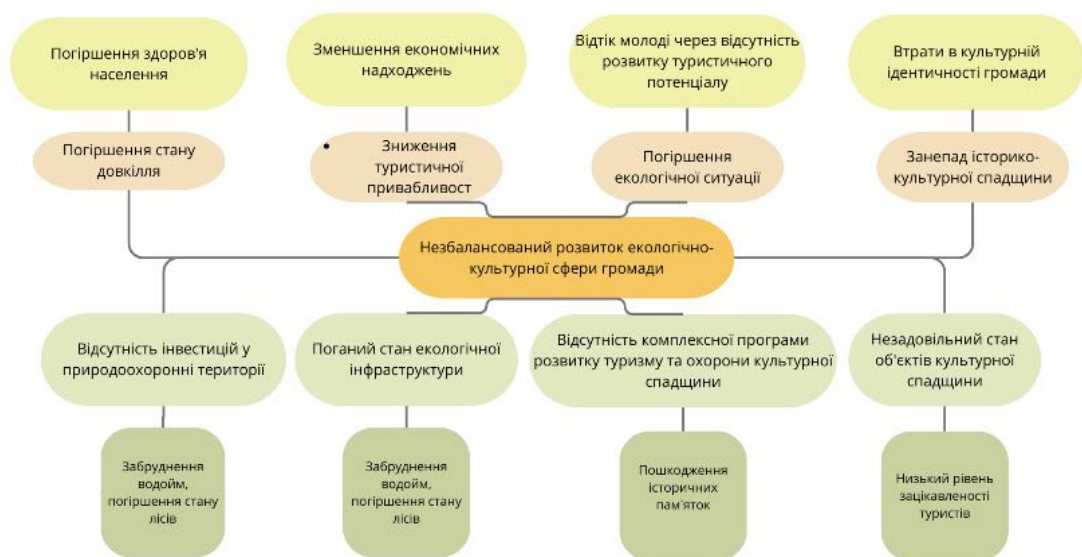 Погіршення здоров'я
населення
Зменшення економічних
надходжень
Відтік молоді через відсутність
розвитку туристичного
потенціалу
Втрати в культурній
ідентичності громади
Погіршення стану
довкілля
• Зниження
туристичної
привабливост
Погіршення
екологічної ситуації
Занепад історико-
культурної спадщини
Незбалансований розвиток екологічно-
культурної сфери громади
Відсутність інвестицій у
природоохоронні території
Поганий стан екологічної
інфраструктури
Відсутність комплексної програми
розвитку туризму та охорони культурної
спадщини
Незадовільний стан
об'єктів культурної
спадщини
Забруднення
водойм,
погіршення стану
лісів
Забруднення
водойм,
погіршення стану
лісів
Пошкодження
історичних
пам'яток
Низький рівень
зацікавленості
туристів